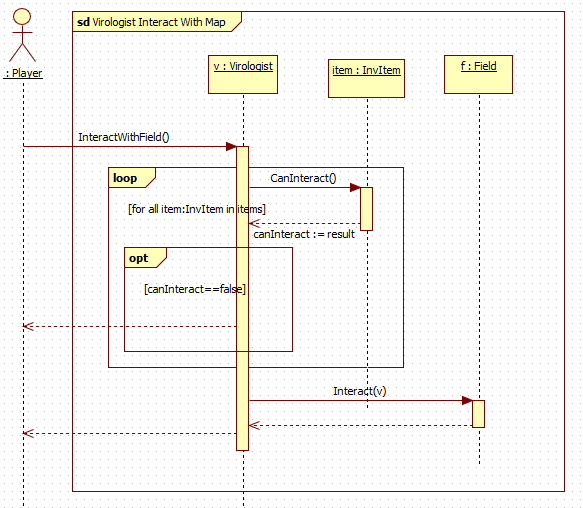 sd Virologist Interact With Map
: Player
v : Virologist
item : InvItem
f : Field
InteractWithField()
loop
CanInteract()
[for all item:InvItem in items]
canInteract := result
opt
[canInteract==false]
Interact(v)